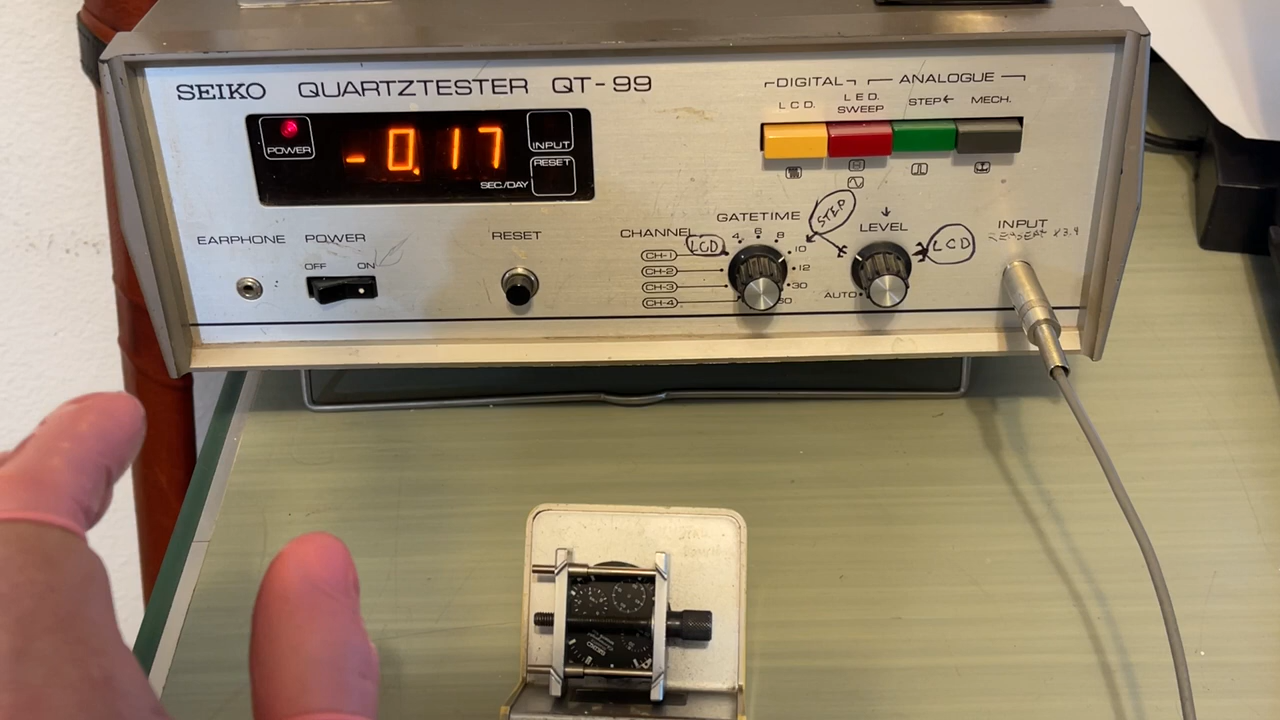 SEIKO QUARTZTESTER QT-99
DIGITAL ANALOGUE
L.C.D. L.E.D. SWEEP STEP← MECH.
POWER
-0.17
INPUT
RESET
SEC/DAY
EARPHONE
POWER
OFF ON
RESET
CHANNEL
CH-1
CH-2
CH-3
CH-4
LCD
GATETIME
4 6 8 10 12 30 60
STEP
LEVEL
AUTO
LCD
INPUT
SEIKO